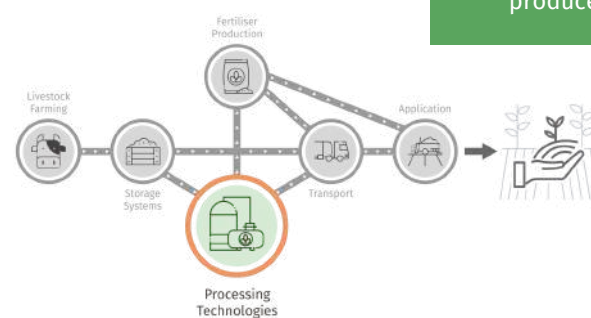 produce
Fertiliser
Production
Livestock
Farming
Application
Storage
Systems
Transport
Processing
Technologies